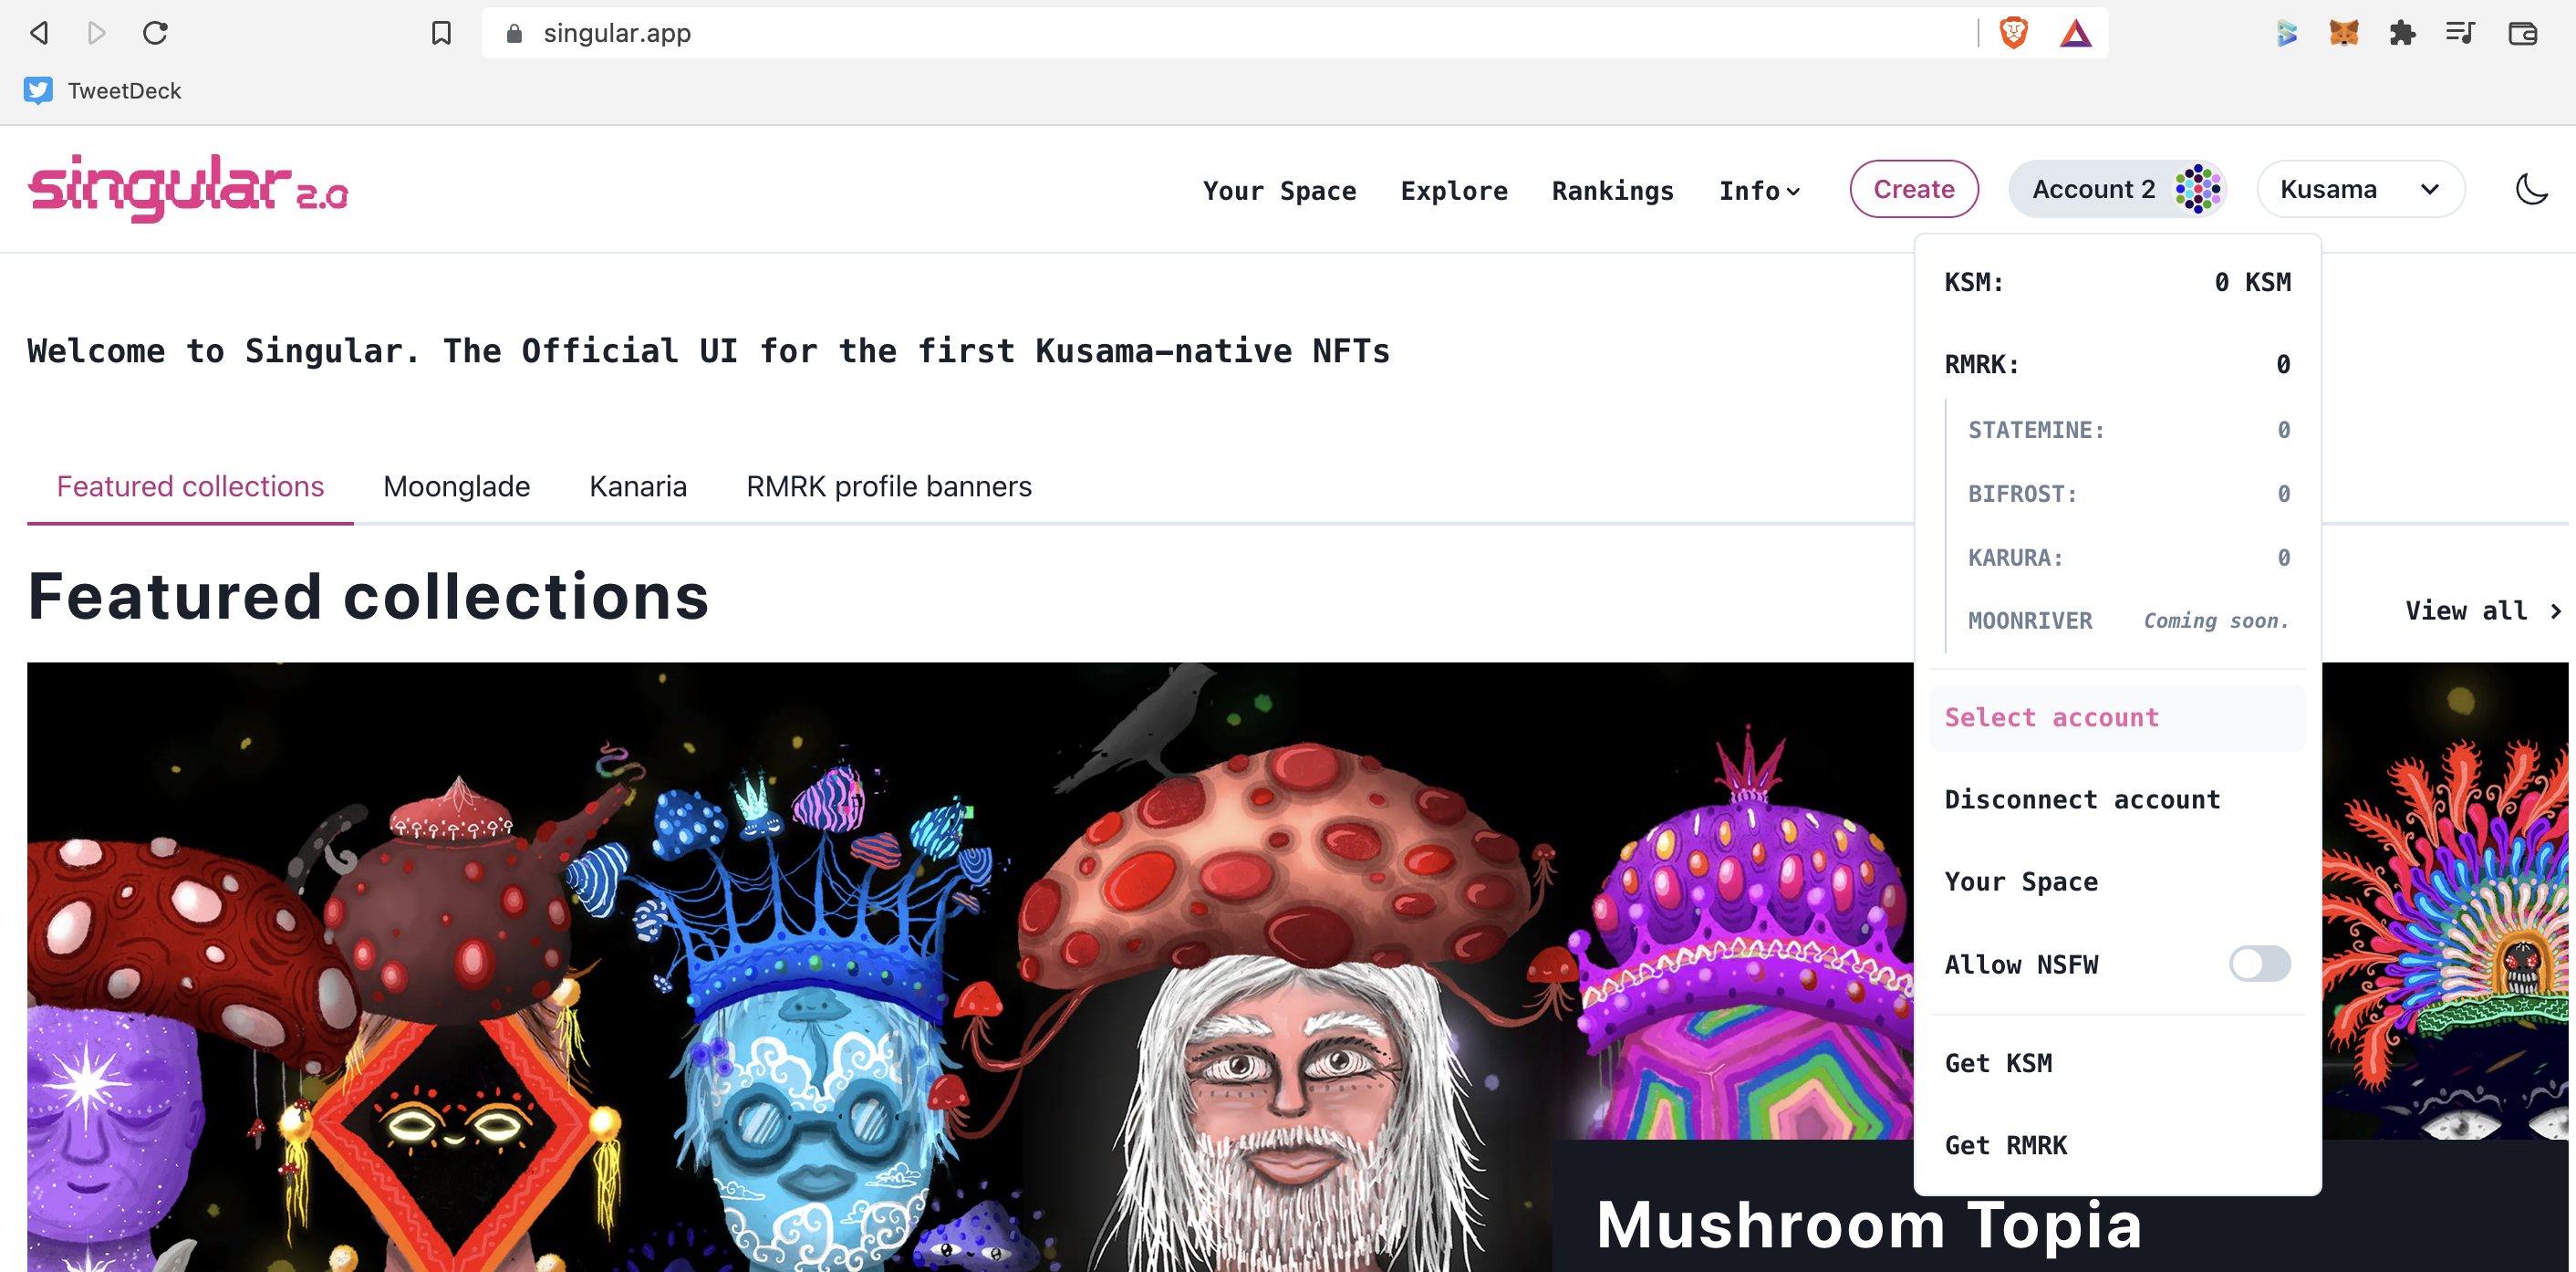 singular.app
TweetDeck
singular 2.0
Your Space
Explore
Rankings
Info
Create
Account 2
Kusama
KSM: 0 KSM
RMRK: 0
STATEMINE: 0
BIFROST: 0
KARURA: 0
MOONRIVER Coming soon.
Select account
Disconnect account
Your Space
Allow NSFW
Get KSM
Get RMRK
Welcome to Singular. The Official UI for the first Kusama-native NFTs
Featured collections
Moonglade
Kanaria
RMRK profile banners
Featured collections
View all
Mushroom Topia